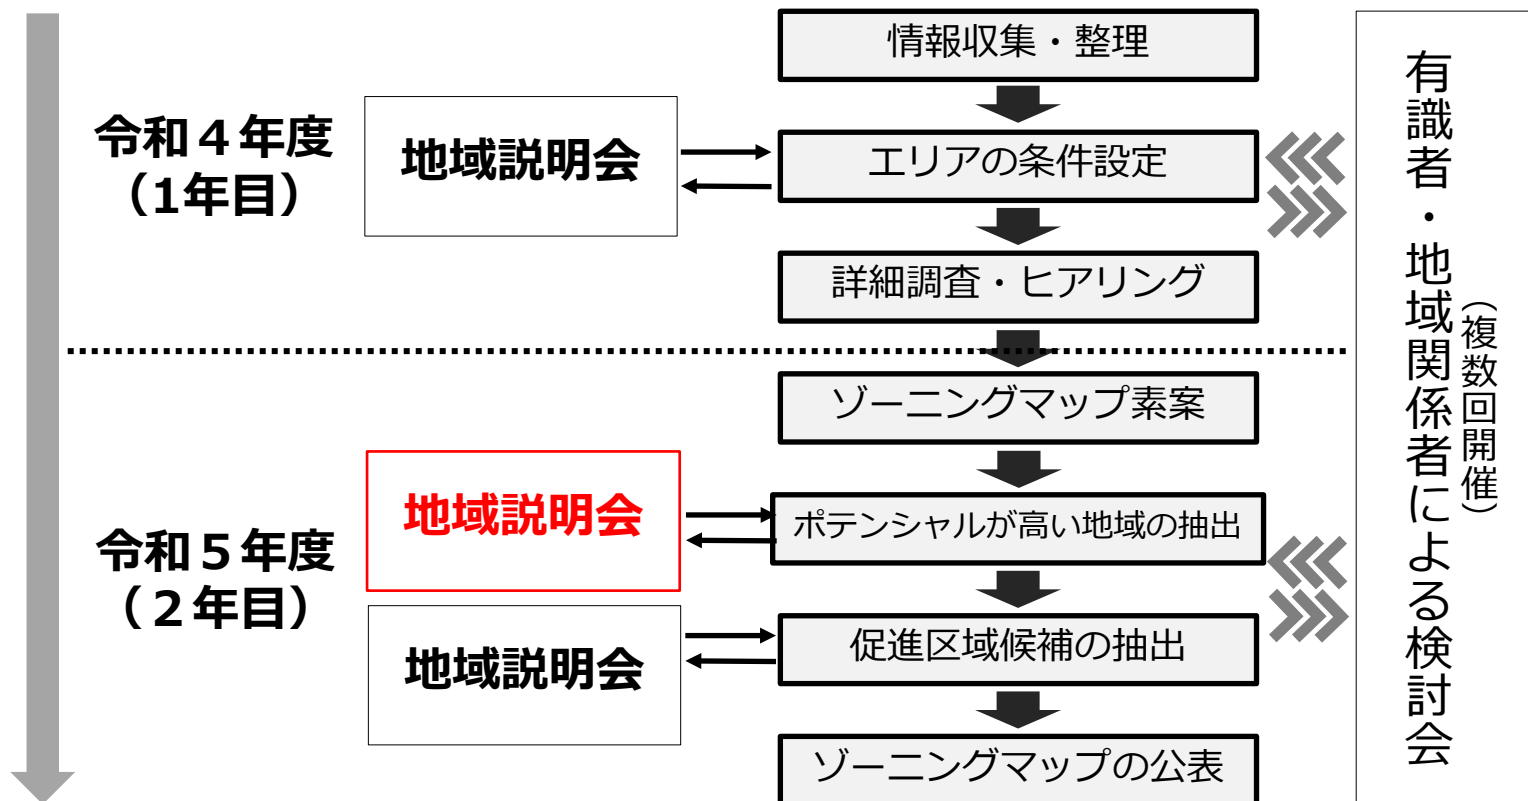 情報収集・整理
令和４年度
（1年目）
地域説明会
エリアの条件設定
詳細調査・ヒアリング
ゾーニングマップ素案
令和５年度
（２年目）
地域説明会
ポテンシャルが高い地域の抽出
地域説明会
促進区域候補の抽出
ゾーニングマップの公表
有識者・地域関係者による検討会
（複数回開催）